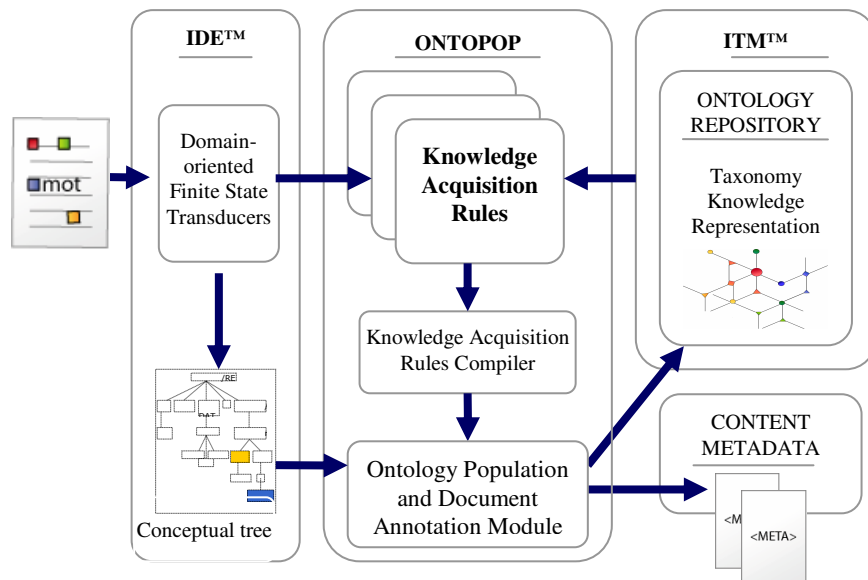 IDE™
ONTOPOP
ITM™
mot
Domain-
oriented
Finite State
Transducers
Knowledge
Acquisition
Rules
ONTOLOGY
REPOSITORY
Taxonomy
Knowledge
Representation
Knowledge Acquisition
Rules Compiler
/RE
Conceptual tree
Ontology Population
and Document
Annotation Module
CONTENT
METADATA
<META>